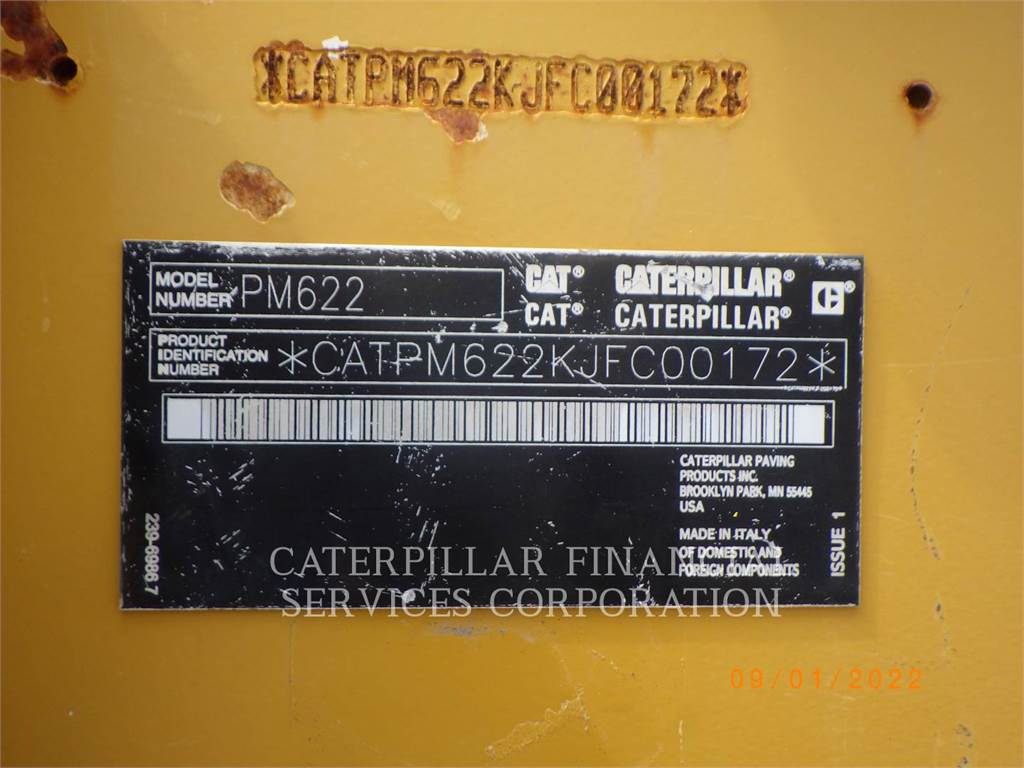 *CATPM622KJFC00172*
MODEL
NUMBER
PM622
CAT® CATERPILLAR®
CAT® CATERPILLAR®
PRODUCT
IDENTIFICATION
NUMBER
*CATPM622KJFC00172*
CATERPILLAR PAVING
PRODUCTS INC.
BROOKLYN PARK, MN 55445
USA
MADE IN ITALY
OF DOMESTIC AND
FOREIGN COMPONENTS
239-6886.7
ISSUE 1
CATERPILLAR FINAN
SERVICES CORPORATION
09/01/2022